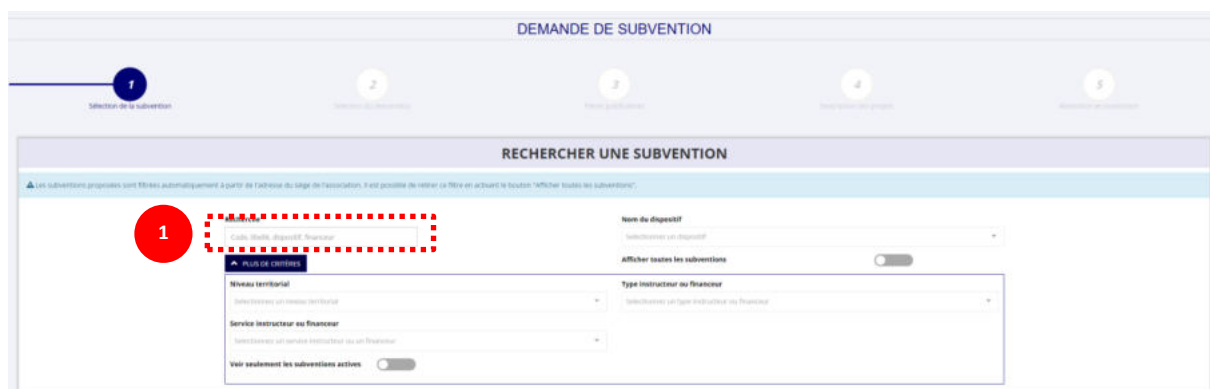 DEMANDE DE SUBVENTION
1 2 3 4 5
Sélection de la subvention
RECHERCHER UNE SUBVENTION
Les subventions proposées sont filtrées automatiquement à partir de l'adresse du siège de l'association. Il est possible de retirer ce filtre en activant le bouton "Afficher toutes les subventions".
1
Recherche
Nom du dispositif
Code, libellé, dispositif, financeur
Sélectionnez un dispositif
PLUS DE CRITÈRES
Afficher toutes les subventions
Niveau territorial
Type instructeur ou financeur
Sélectionnez un niveau territorial
Sélectionnez un type instructeur ou financeur
Service instructeur ou financeur
Sélectionnez un service instructeur ou un financeur
Voir seulement les subventions actives